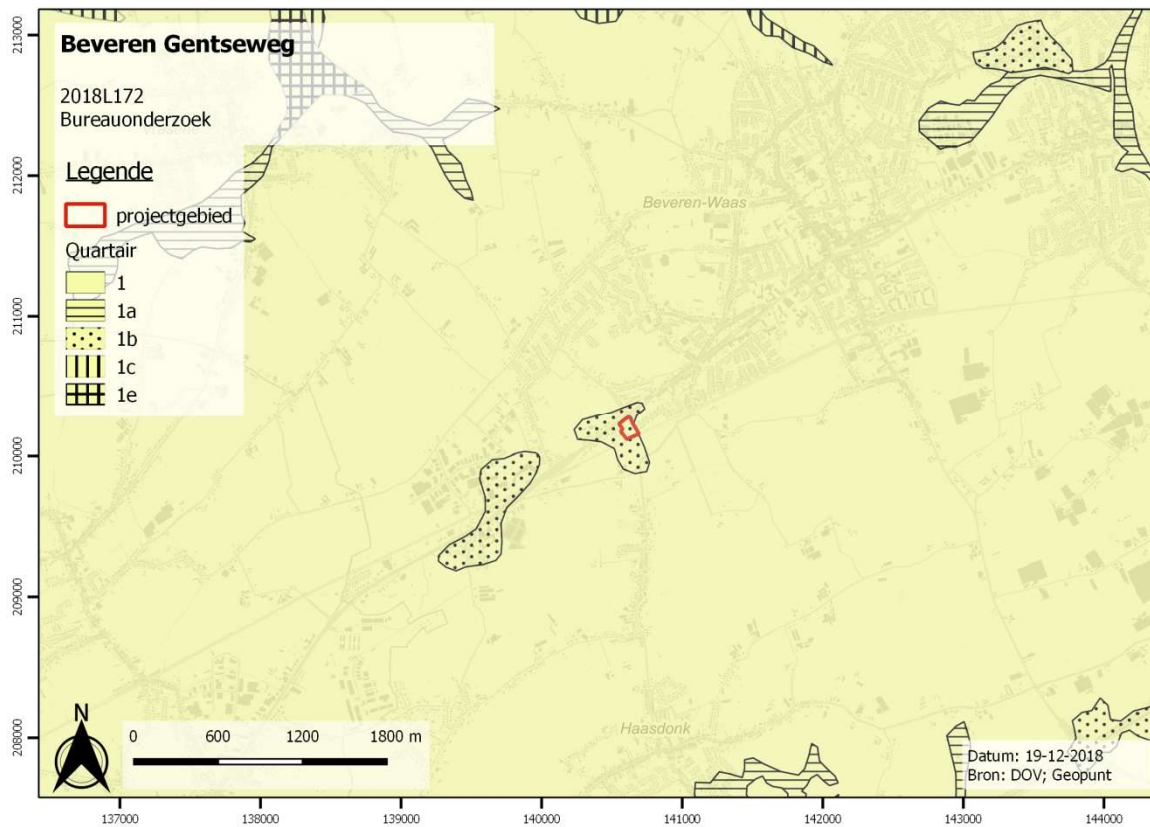 Beveren Gentseweg
2018L172
Bureauonderzoek
Legende
projectgebied
Quartair
1
1a
1b
1c
1e
Beveren-Waas
Haasdonk
N
0 600 1200 1800 m
Datum: 19-12-2018
Bron: DOV; Geopunt
213000
212000
211000
210000
209000
208000
137000 138000 139000 140000 141000 142000 143000 144000